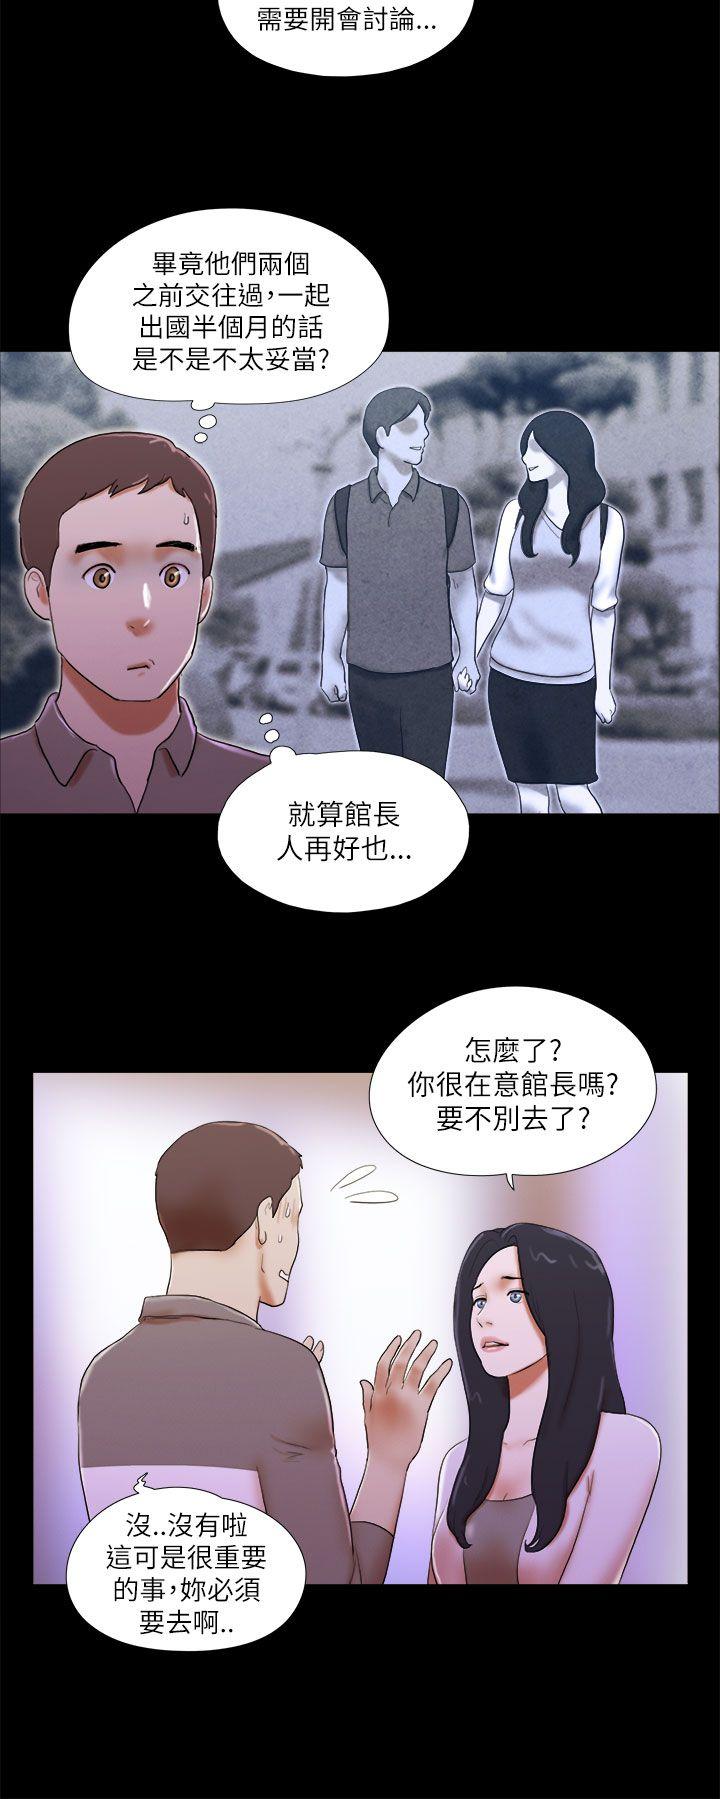 需要開會討論...
畢竟他們兩個
之前交往過，一起
出國半個月的話
是不是不太妥當?
就算館長
人再好也...
怎麼了?
你很在意館長嗎?
要不別去了?
沒..沒有啦
這可是很重要
的事，妳必須
要去啊..